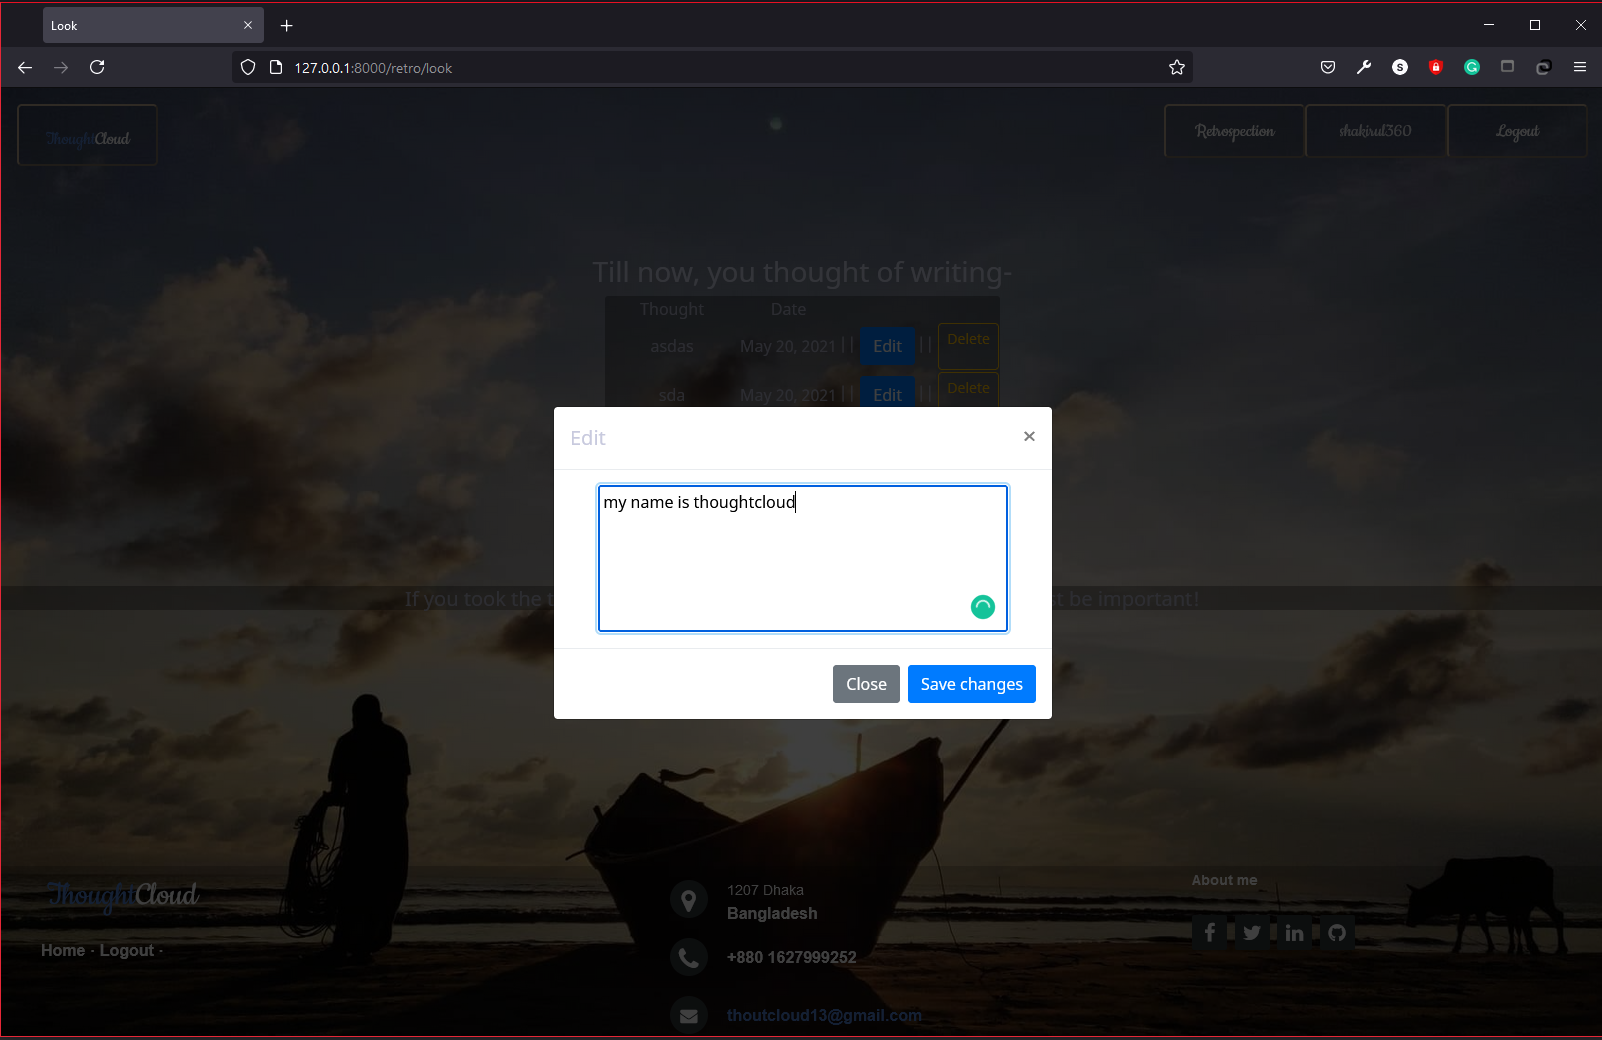 Look
127.0.0.1:8000/retro/look
ThoughtCloud
Retrospection
shakirul360
Logout
Till now, you thought of writing-
Thought Date
asdas May 20, 2021 || Edit || Delete
sda May 20, 2021 || Edit || Delete
Edit ×
my name is thoughtcloud
If you took the t
t be important!
Close Save changes
ThoughtCloud
Home · Logout ·
1207 Dhaka
Bangladesh
+880 1627999252
thoutcloud13@gmail.com
About me